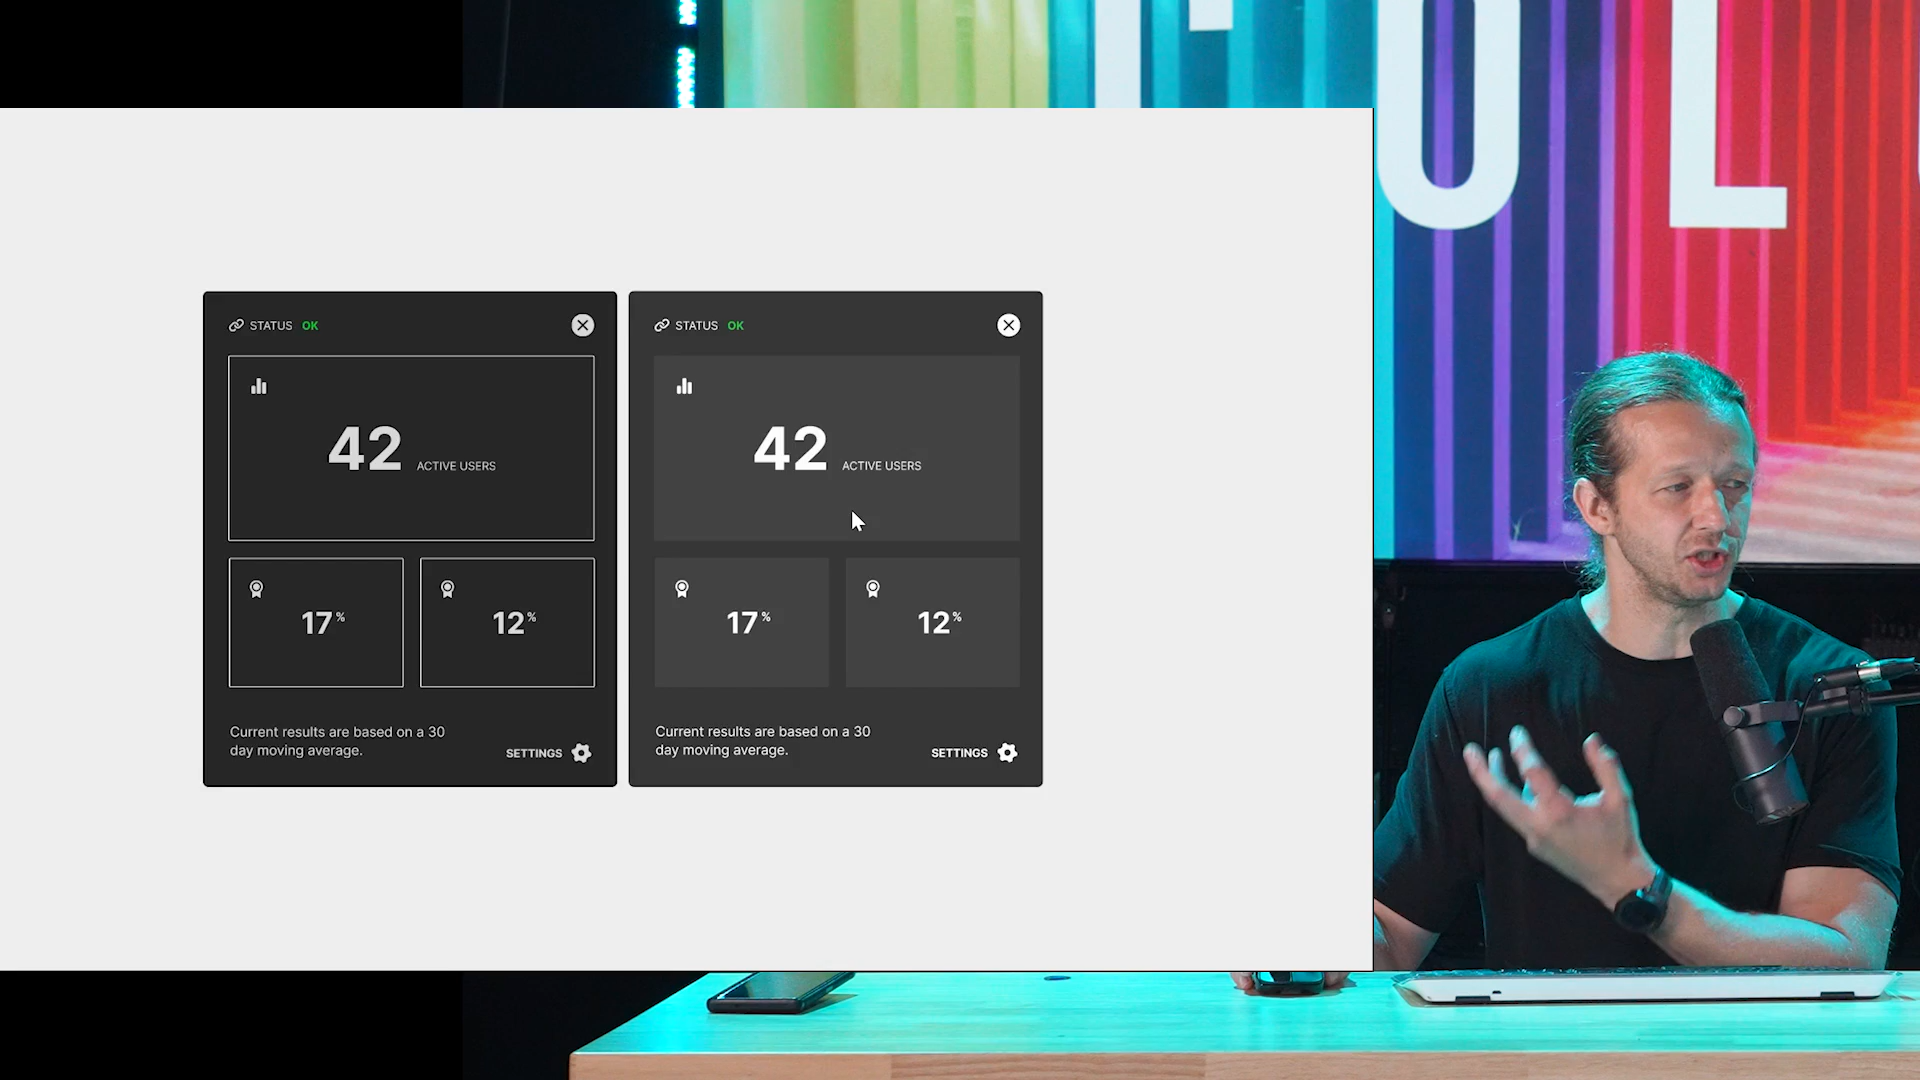 OL
STATUS OK
42 ACTIVE USERS
17%
12%
Current results are based on a 30
day moving average.
SETTINGS
STATUS OK
42 ACTIVE USERS
17%
12%
Current results are based on a 30
day moving average.
SETTINGS